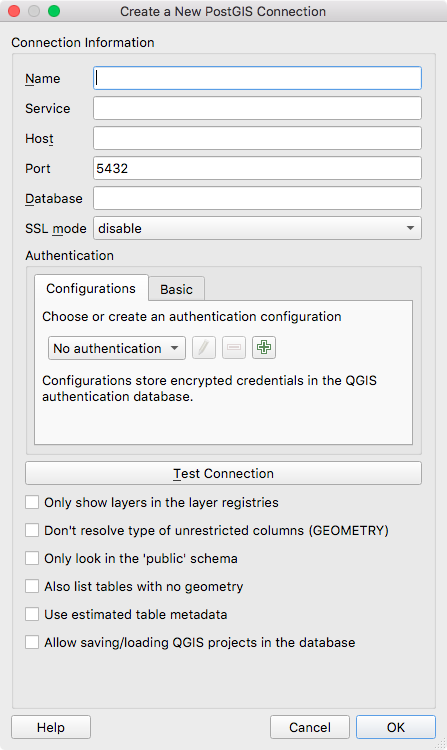 Create a New PostGIS Connection
Connection Information
Name
Service
Host
Port 5432
Database
SSL mode disable
Authentication
Configurations Basic
Choose or create an authentication configuration
No authentication
Configurations store encrypted credentials in the QGIS
authentication database.
Test Connection
Only show layers in the layer registries
Don't resolve type of unrestricted columns (GEOMETRY)
Only look in the 'public' schema
Also list tables with no geometry
Use estimated table metadata
Allow saving/loading QGIS projects in the database
Help Cancel OK